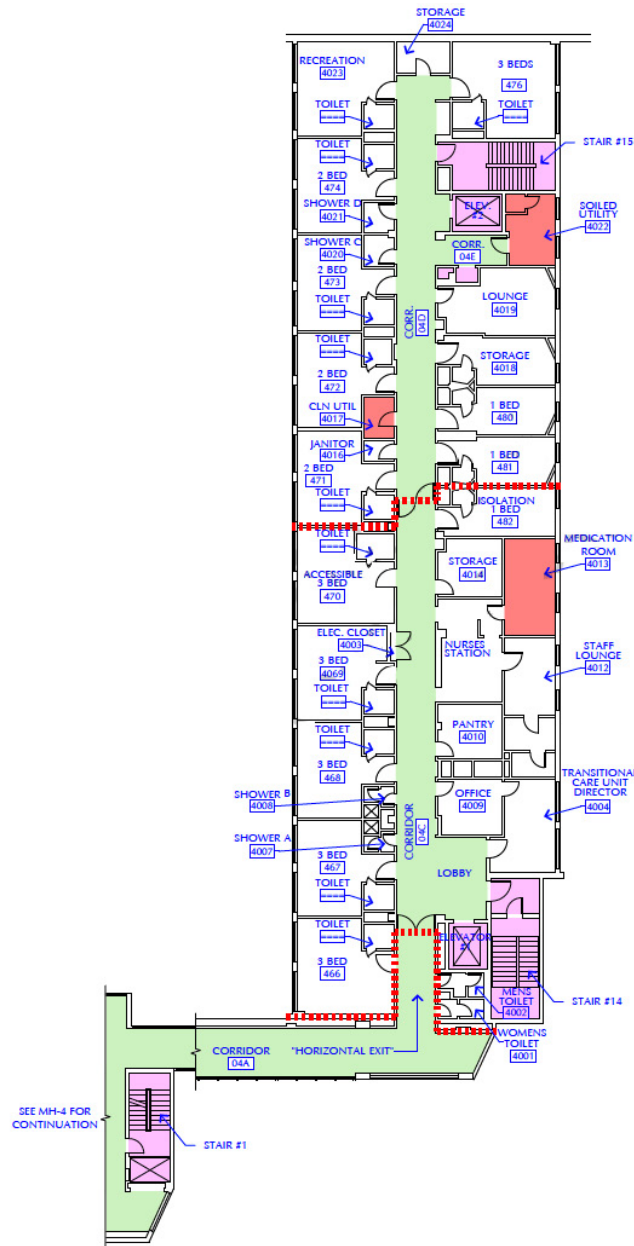 STORAGE
4024
RECREATION
4023
3 BEDS
476
TOILET
====
TOILET
====
STAIR #15
TOILET
====
2 BED
474
SHOWER D
4021
ELEV.
#2
SOILED
UTILITY
4022
SHOWER C
4020
CORR.
04E
2 BED
473
LOUNGE
4019
TOILET
====
CORR.
04D
TOILET
====
STORAGE
4018
2 BED
472
CLN UTIL
4017
1 BED
480
JANITOR
4016
2 BED
471
1 BED
481
TOILET
====
ISOLATION
1 BED
482
TOILET
====
MEDICATION
ROOM
4013
ACCESSIBLE
3 BED
470
STORAGE
4014
ELEC. CLOSET
4003
NURSES
STATION
STAFF
LOUNGE
4012
3 BED
4069
TOILET
====
TOILET
====
PANTRY
4010
3 BED
468
TRANSITIONAL
CARE UNIT
DIRECTOR
4004
SHOWER B
4008
OFFICE
4009
SHOWER A
4007
CORRIDOR
04C
3 BED
467
LOBBY
TOILET
====
TOILET
====
ELEVATOR
3 BED
466
STAIR #14
MENS
TOILET
4002
WOMENS
TOILET
4001
CORRIDOR
04A
"HORIZONTAL EXIT"
SEE MH-4 FOR
CONTINUATION
STAIR #1